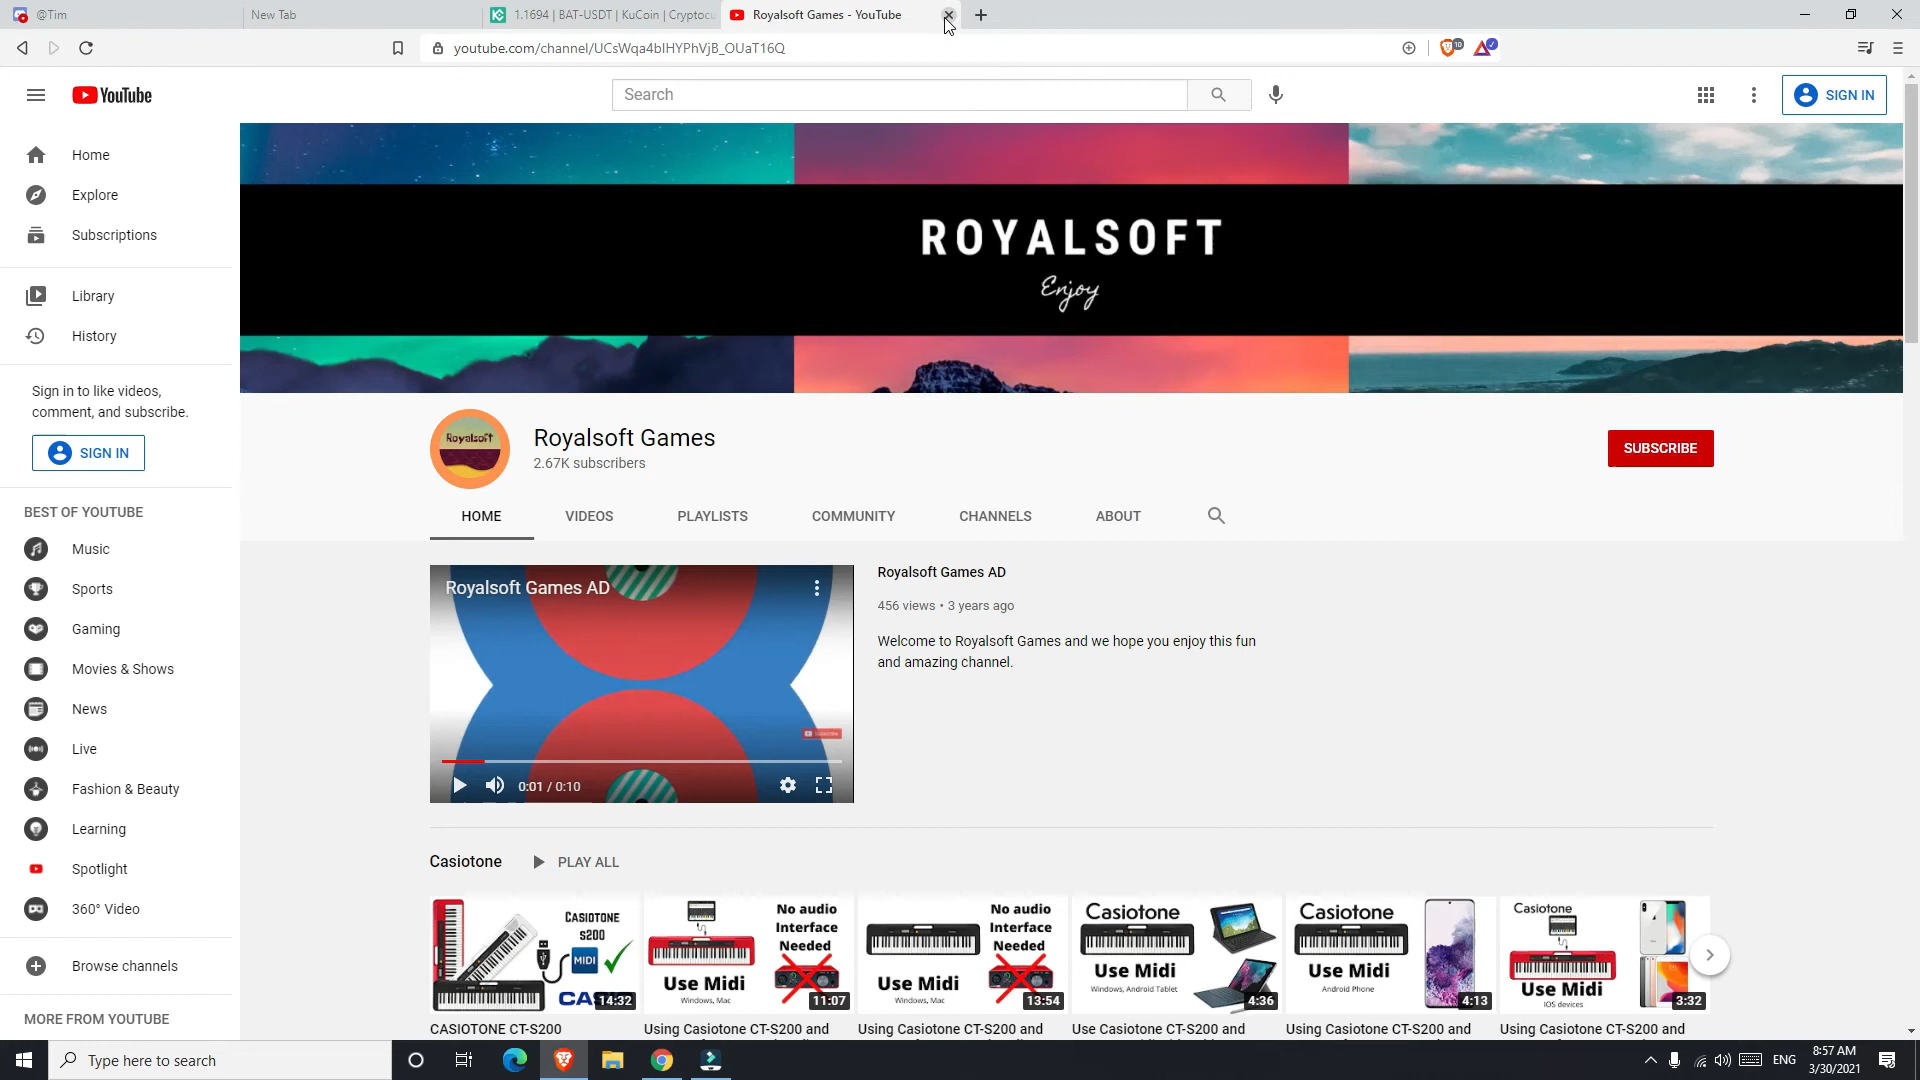 @Tim
New Tab
1.1694 | BAT-USDT | KuCoin | Cryptocu
Royalsoft Games - YouTube
youtube.com/channel/UCsWqa4bIHYPhVjB_OUaT16Q
10
YouTube
Search
SIGN IN
Home
Explore
Subscriptions
Library
History
Sign in to like videos,
comment, and subscribe.
SIGN IN
BEST OF YOUTUBE
Music
Sports
Gaming
Movies & Shows
News
Live
Fashion & Beauty
Learning
Spotlight
360° Video
Browse channels
MORE FROM YOUTUBE
ROYALSOFT
Enjoy
Royalsoft
Royalsoft Games
2.67K subscribers
SUBSCRIBE
HOME
VIDEOS
PLAYLISTS
COMMUNITY
CHANNELS
ABOUT
Royalsoft Games AD
Subscribe
0:01 / 0:10
Royalsoft Games AD
456 views • 3 years ago
Welcome to Royalsoft Games and we hope you enjoy this fun
and amazing channel.
Casiotone
PLAY ALL
CASIOTONE
S200
MIDI
CAS
14:32
CASIOTONE CT-S200
No audio
Interface
Needed
Use Midi
Windows, Mac
11:07
Using Casiotone CT-S200 and
No audio
Interface
Needed
Use Midi
Windows, Mac
13:54
Using Casiotone CT-S200 and
Casiotone
Use Midi
Windows, Android Tablet
4:36
Use Casiotone CT-S200 and
Casiotone
Use Midi
Android Phone
4:13
Using Casiotone CT-S200 and
Casiotone
Use Midi
IOS devices
3:32
Using Casiotone CT-S200 and
Type here to search
ENG
8:57 AM
3/30/2021